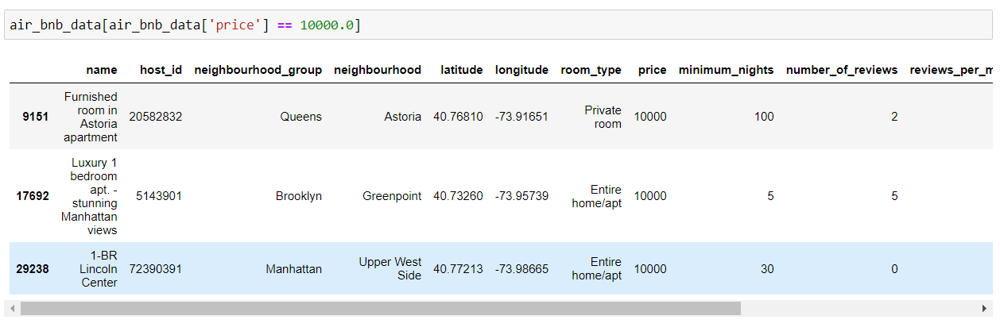 air_bnb_data[air_bnb_data['price'] == 10000.0]
name host_id neighbourhood_group neighbourhood latitude longitude room_type price minimum_nights number_of_reviews reviews_per_m
9151 Furnished room in Astoria apartment 20582832 Queens Astoria 40.76810 -73.91651 Private room 10000 100 2
17692 Luxury 1 bedroom apt. - stunning Manhattan views 5143901 Brooklyn Greenpoint 40.73260 -73.95739 Entire home/apt 10000 5 5
29238 1-BR Lincoln Center 72390391 Manhattan Upper West Side 40.77213 -73.98665 Entire home/apt 10000 30 0